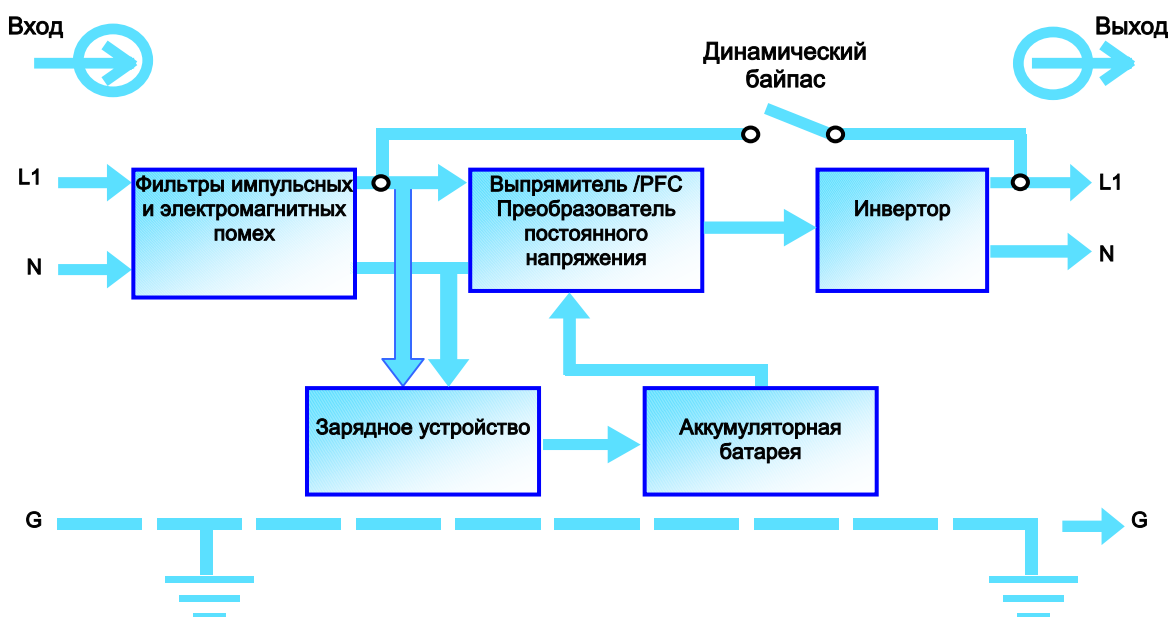 Вход
Выход
Динамический
байпас
L1
Фильтры импульсных
и электромагнитных
помех
Выпрямитель /PFC
Преобразователь
постоянного
напряжения
Инвертор
L1
N
N
Зарядное устройство
Аккумуляторная
батарея
G
G